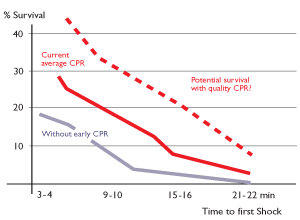 % Survival
40
Current
average CPR
30
Potential survival
with quality CPR?
20
Without early CPR
10
3-4 9-10 15-16 21-22 min
Time to first Shock